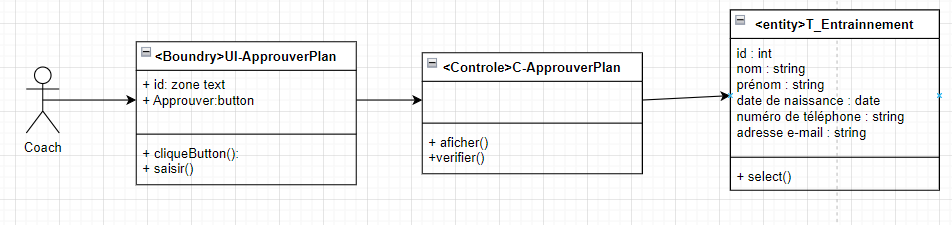 Coach
<Boundry>UI-ApprouverPlan
+ id: zone text
+ Approuver:button
+ cliqueButton():
+ saisir()
<Controle>C-ApprouverPlan
+ aficher()
+verifier()
<entity>T_Entrainnement
id : int
nom : string
prénom : string
date de naissance : date
numéro de téléphone : string
adresse e-mail : string
+ select()